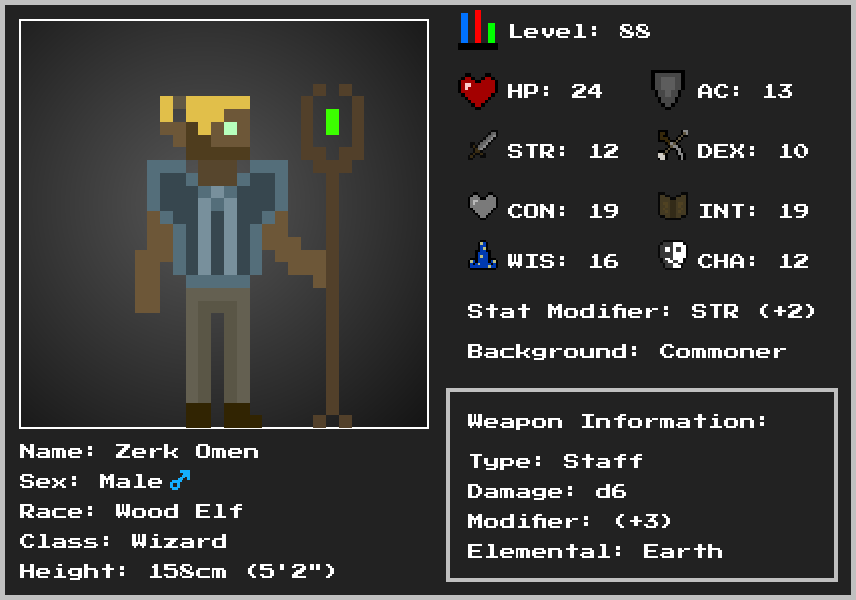 Level: 88
HP: 24 AC: 13
STR: 12 DEX: 10
CON: 19 INT: 19
WIS: 16 CHA: 12
Stat Modifier: STR (+2)
Background: Commoner
Weapon Information:
Type: Staff
Damage: d6
Modifier: (+3)
Elemental: Earth
Name: Zerk Omen
Sex: Male ♂
Race: Wood Elf
Class: Wizard
Height: 158cm (5'2")